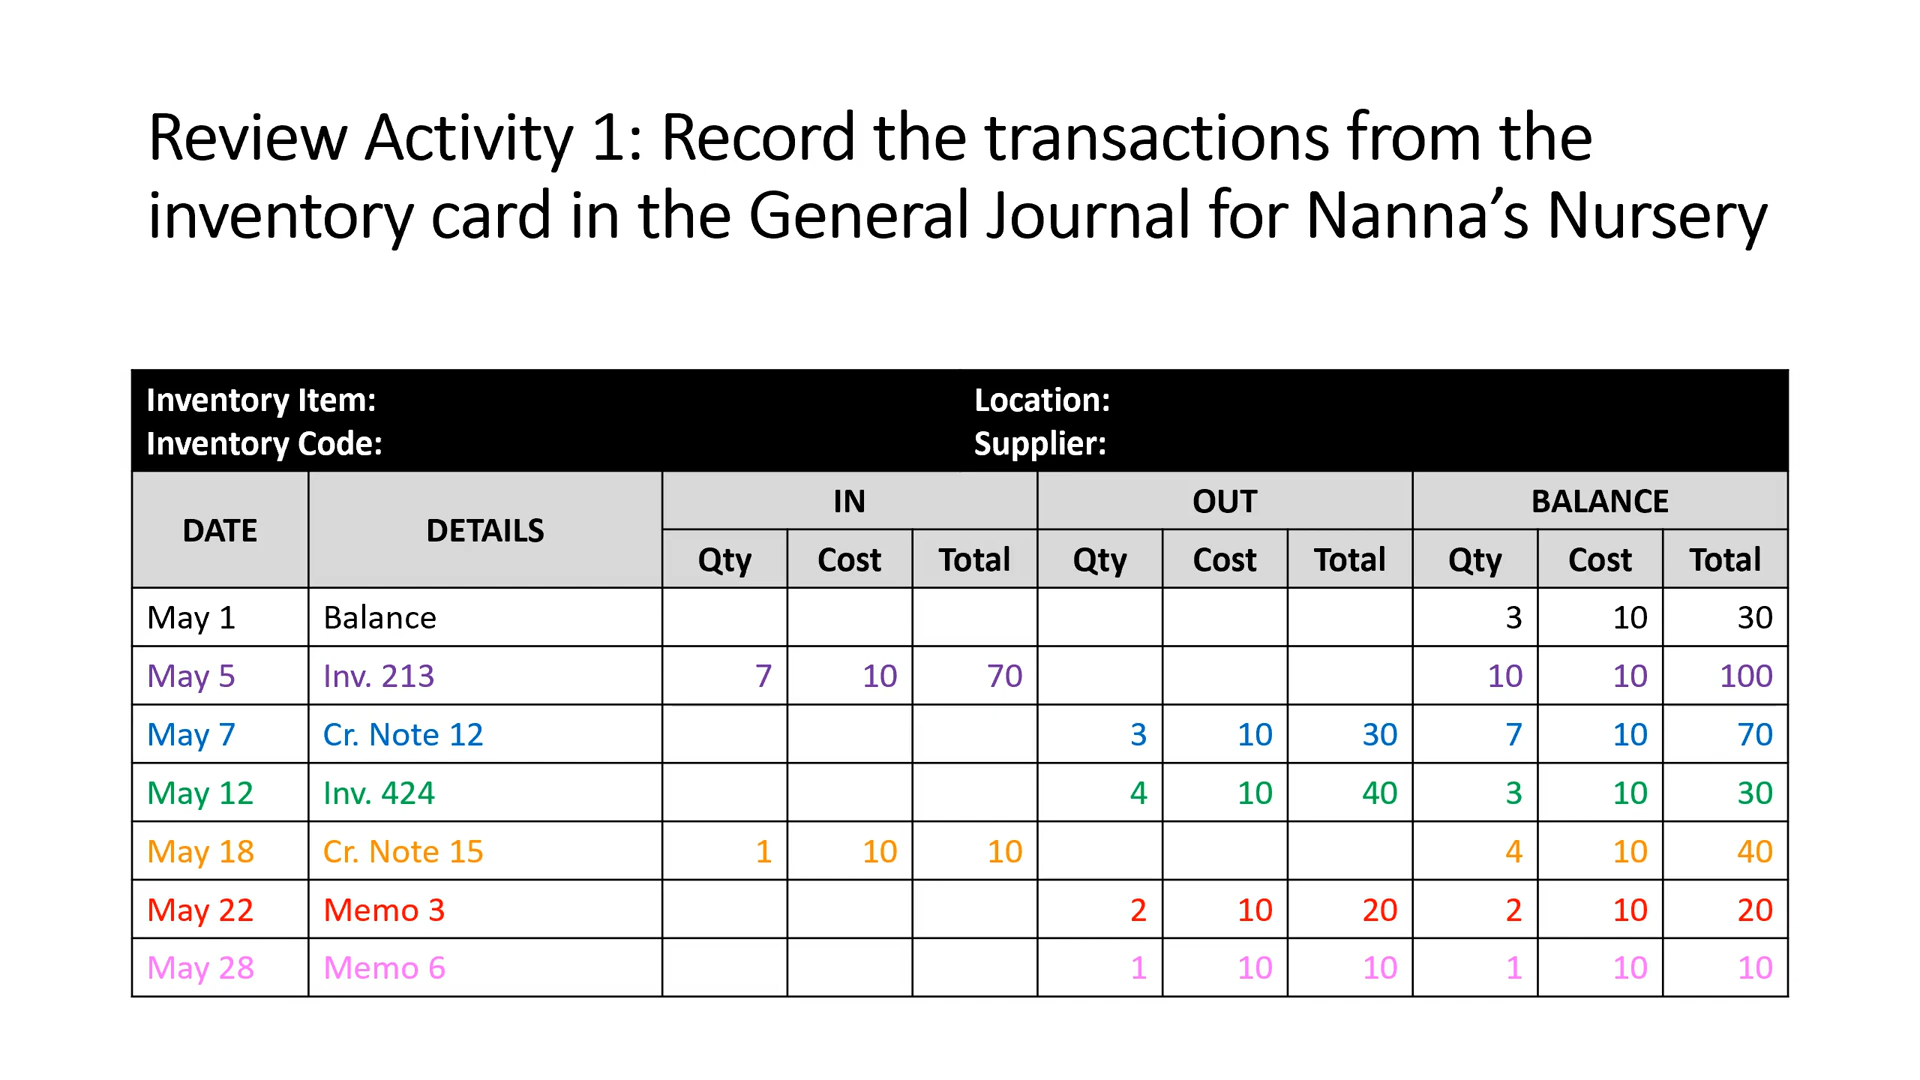 Review Activity 1: Record the transactions from the
inventory card in the General Journal for Nanna’s Nursery
Inventory Item: Location:
Inventory Code: Supplier:
DATE DETAILS IN OUT BALANCE
Qty Cost Total Qty Cost Total Qty Cost Total
May 1 Balance 3 10 30
May 5 Inv. 213 7 10 70 10 10 100
May 7 Cr. Note 12 3 10 30 7 10 70
May 12 Inv. 424 4 10 40 3 10 30
May 18 Cr. Note 15 1 10 10 4 10 40
May 22 Memo 3 2 10 20 2 10 20
May 28 Memo 6 1 10 10 1 10 10